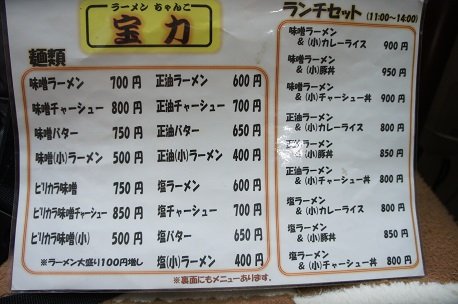 ラーメン ちゃんこ
宝力
麺類
味噌ラーメン 700円
味噌チャーシュー 800円
味噌バター 750円
味噌(小)ラーメン 500円
ピリカラ味噌 750円
ピリカラ味噌チャーシュー 850円
ピリカラ味噌(小) 500円
※ラーメン大盛り100円増し
正油ラーメン 600円
正油チャーシュー 700円
正油バター 650円
正油(小)ラーメン 400円
塩ラーメン 600円
塩チャーシュー 700円
塩バター 650円
塩(小)ラーメン 400円
※裏面にもメニューあります。
ランチセット (11:00~14:00)
味噌ラーメン
& (小)カレーライス 900円
味噌ラーメン
& (小)豚丼 950円
味噌ラーメン
& (小)チャーシュー丼 900円
正油ラーメン
& (小)カレーライス 800円
正油ラーメン
& (小)豚丼 850円
正油ラーメン
& (小)チャーシュー丼 800円
塩ラーメン
& (小)カレーライス 800円
塩ラーメン
& (小)豚丼 850円
塩ラーメン
& (小)チャーシュー丼 800円